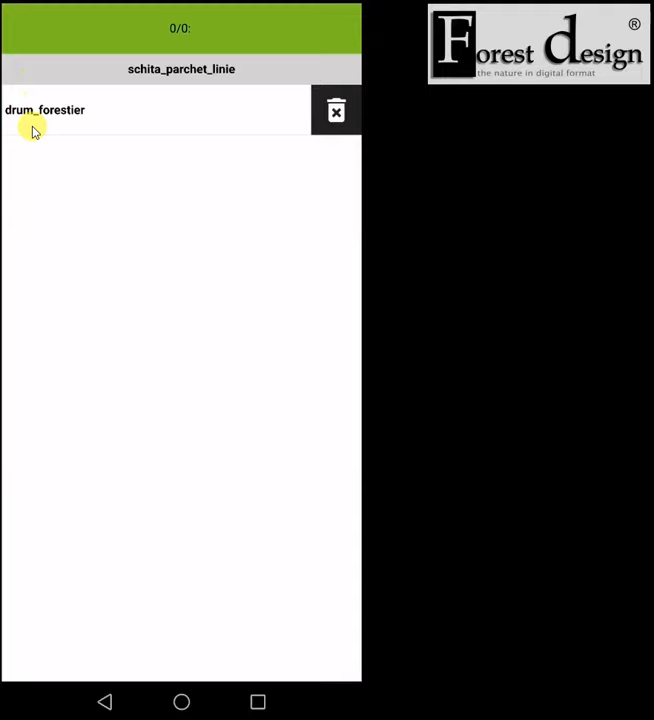 0/0:
schita_parchet_linie
drum_forestier
Forest design ®
the nature in digital format